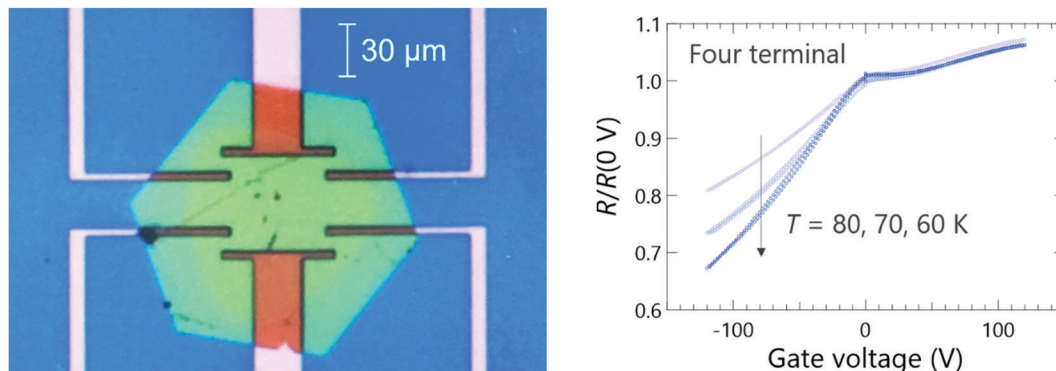 30 μm
Four terminal
T = 80, 70, 60 K
R/R(0 V)
1.1
1.0
0.9
0.8
0.7
0.6
-100
0
100
Gate voltage (V)